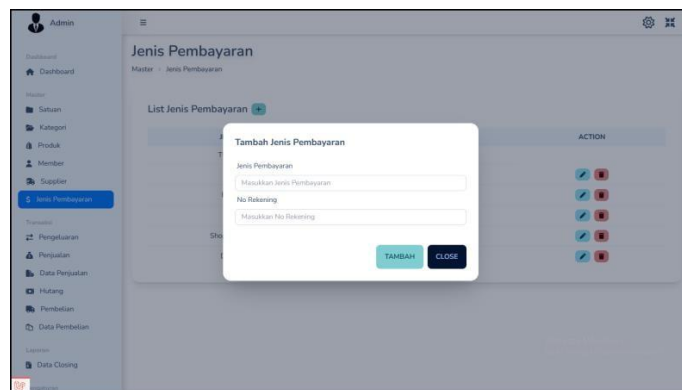 Admin
Dashboard
Dashboard
Master
Satuan
Kategori
Produk
Member
Supplier
$ Jenis Pembayaran
Transaksi
Pengeluaran
Penjualan
Data Penjualan
Hutang
Pembelian
Data Pembelian
Laporan
Data Closing
Jenis Pembayaran
Master > Jenis Pembayaran
List Jenis Pembayaran +
ACTION
Tambah Jenis Pembayaran
Jenis Pembayaran
Masukkan Jenis Pembayaran
No Rekening
Masukkan No Rekening
TAMBAH CLOSE